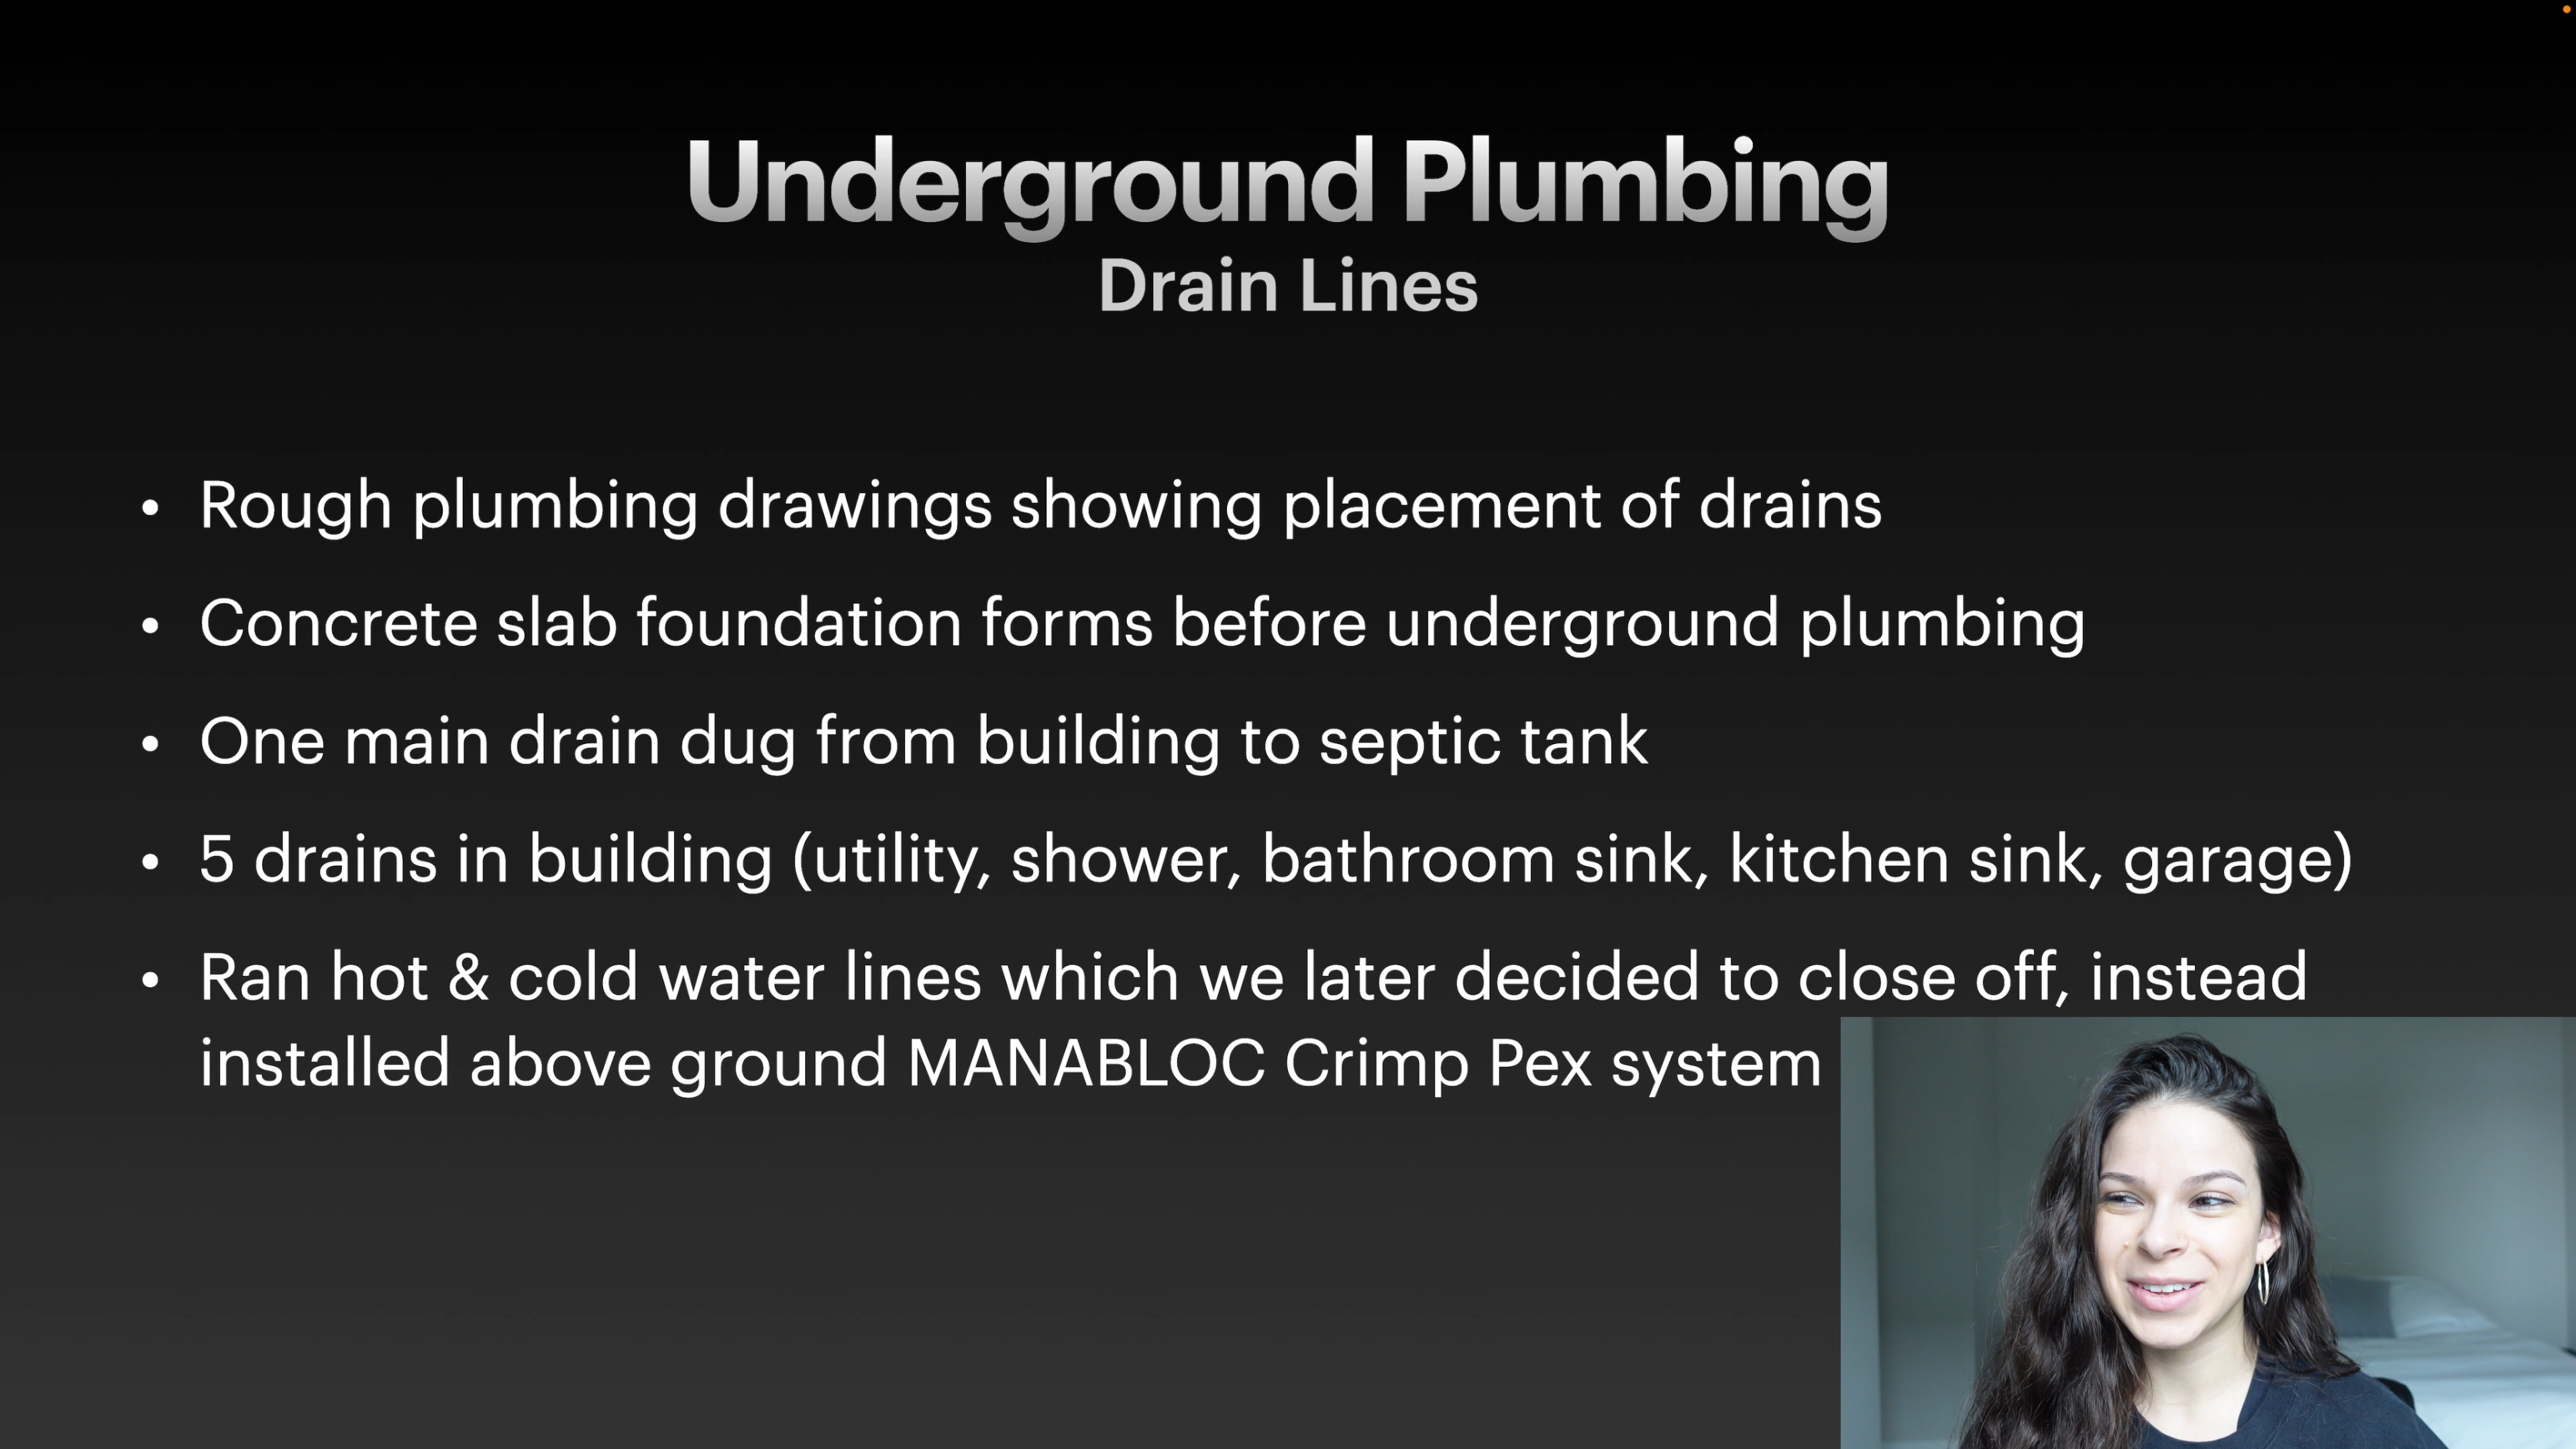 Underground Plumbing
Drain Lines
• Rough plumbing drawings showing placement of drains
• Concrete slab foundation forms before underground plumbing
• One main drain dug from building to septic tank
• 5 drains in building (utility, shower, bathroom sink, kitchen sink, garage)
• Ran hot & cold water lines which we later decided to close off, instead
installed above ground MANABLOC Crimp Pex system